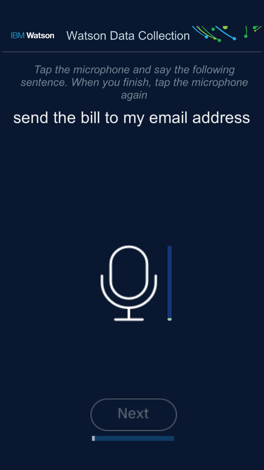 IBM Watson Watson Data Collection
Tap the microphone and say the following
sentence. When you finish, tap the microphone
again
send the bill to my email address
Next